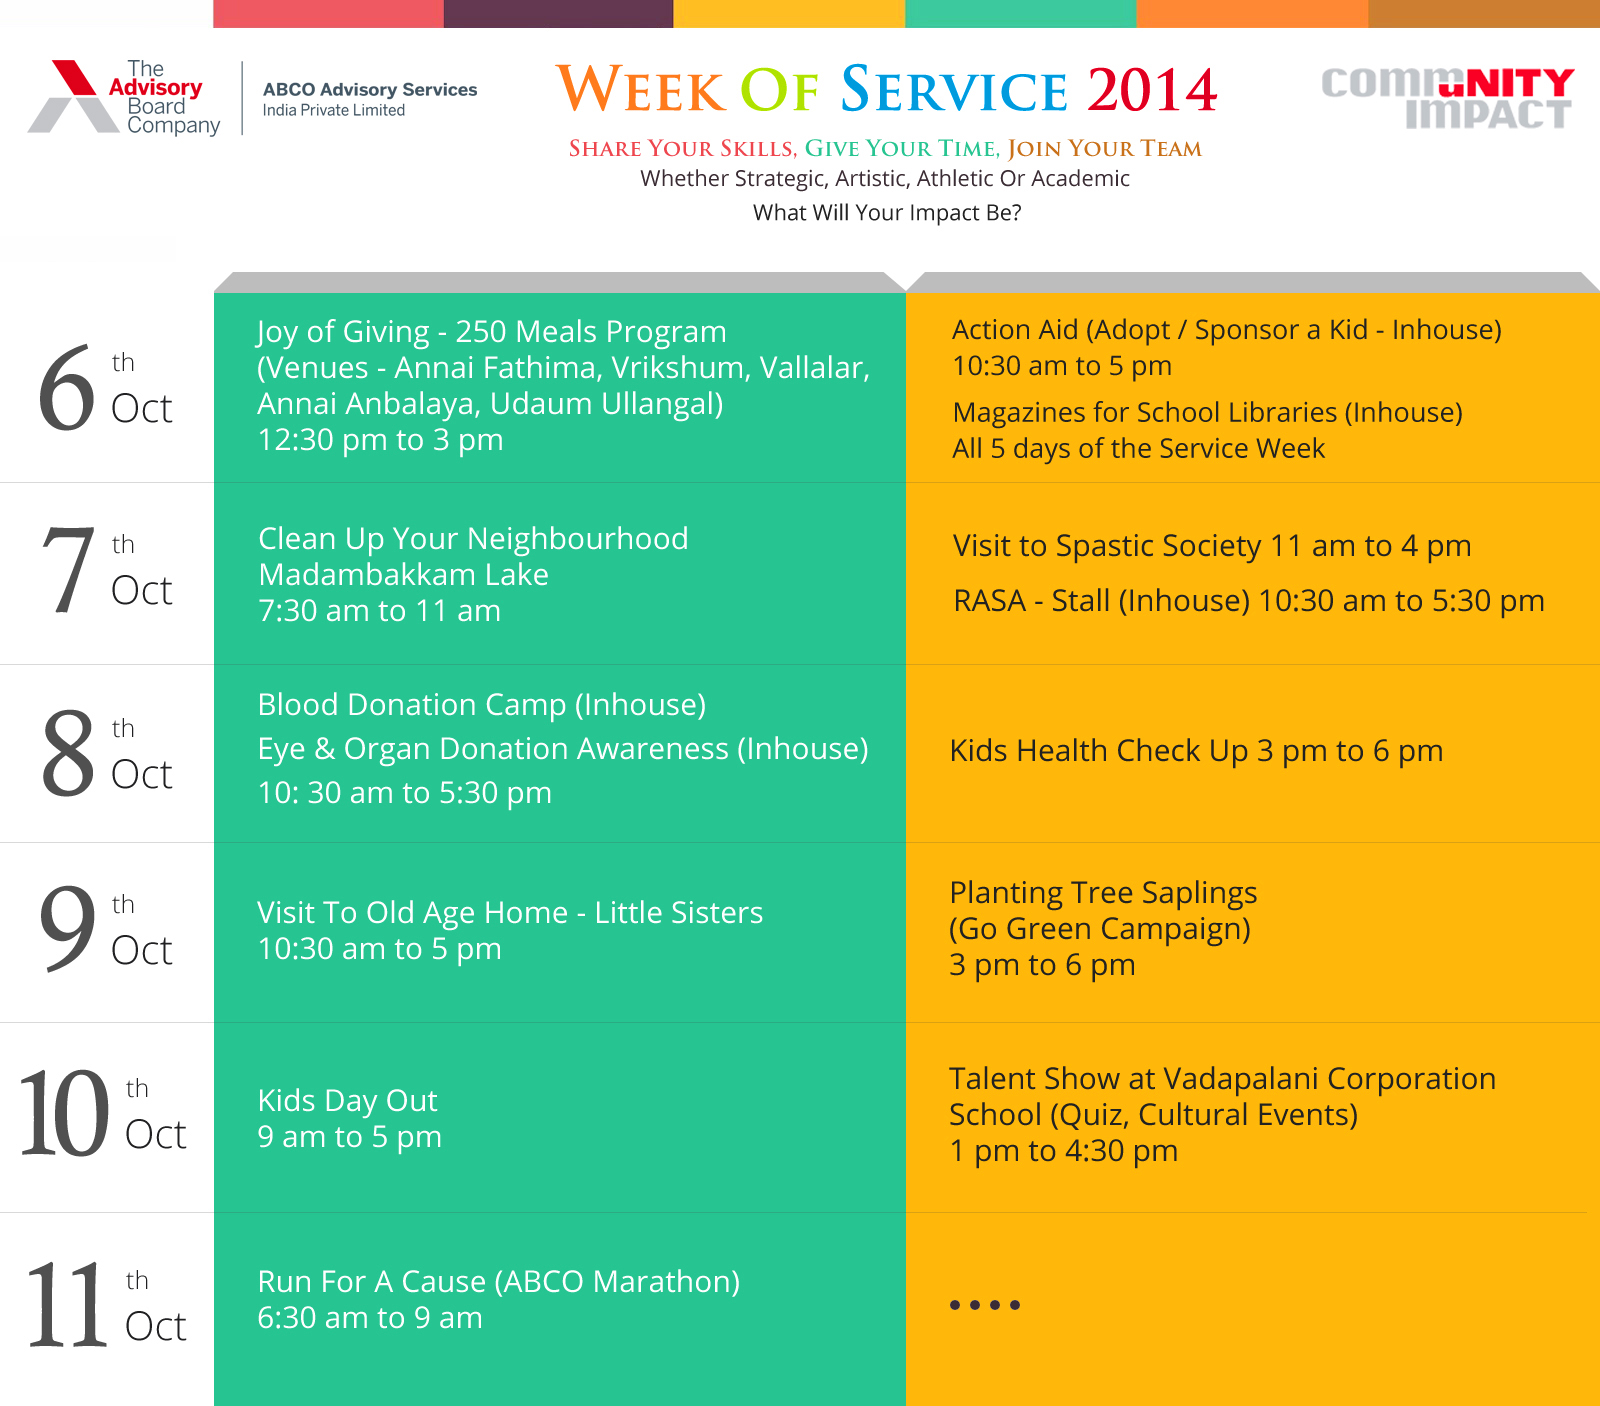 The
Advisory
Board
Company
ABCO Advisory Services
India Private Limited
WEEK OF SERVICE 2014
SHARE YOUR SKILLS, GIVE YOUR TIME, JOIN YOUR TEAM
Whether Strategic, Artistic, Athletic Or Academic
What Will Your Impact Be?
commuNITY
IMPACT
6th Oct
Joy of Giving - 250 Meals Program
(Venues - Annai Fathima, Vrikshum, Vallalar,
Annai Anbalaya, Udaum Ullangal)
12:30 pm to 3 pm
Action Aid (Adopt / Sponsor a Kid - Inhouse)
10:30 am to 5 pm
Magazines for School Libraries (Inhouse)
All 5 days of the Service Week
7th Oct
Clean Up Your Neighbourhood
Madambakkam Lake
7:30 am to 11 am
Visit to Spastic Society 11 am to 4 pm
RASA - Stall (Inhouse) 10:30 am to 5:30 pm
8th Oct
Blood Donation Camp (Inhouse)
Eye & Organ Donation Awareness (Inhouse)
10: 30 am to 5:30 pm
Kids Health Check Up 3 pm to 6 pm
9th Oct
Visit To Old Age Home - Little Sisters
10:30 am to 5 pm
Planting Tree Saplings
(Go Green Campaign)
3 pm to 6 pm
10th Oct
Kids Day Out
9 am to 5 pm
Talent Show at Vadapalani Corporation
School (Quiz, Cultural Events)
1 pm to 4:30 pm
11th Oct
Run For A Cause (ABCO Marathon)
6:30 am to 9 am
....